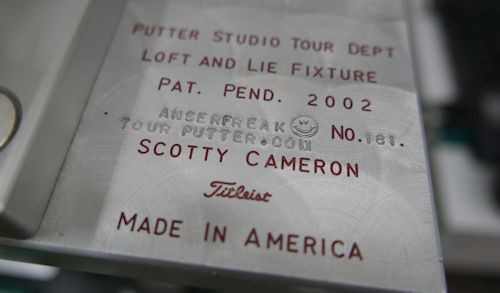 PUTTER STUDIO TOUR DEPT
LOFT AND LIE FIXTURE
PAT. PEND. 2002
ANSERFREAK
TOUR PUTTER.COM
NO. 181.
SCOTTY CAMERON
Titleist
MADE IN AMERICA